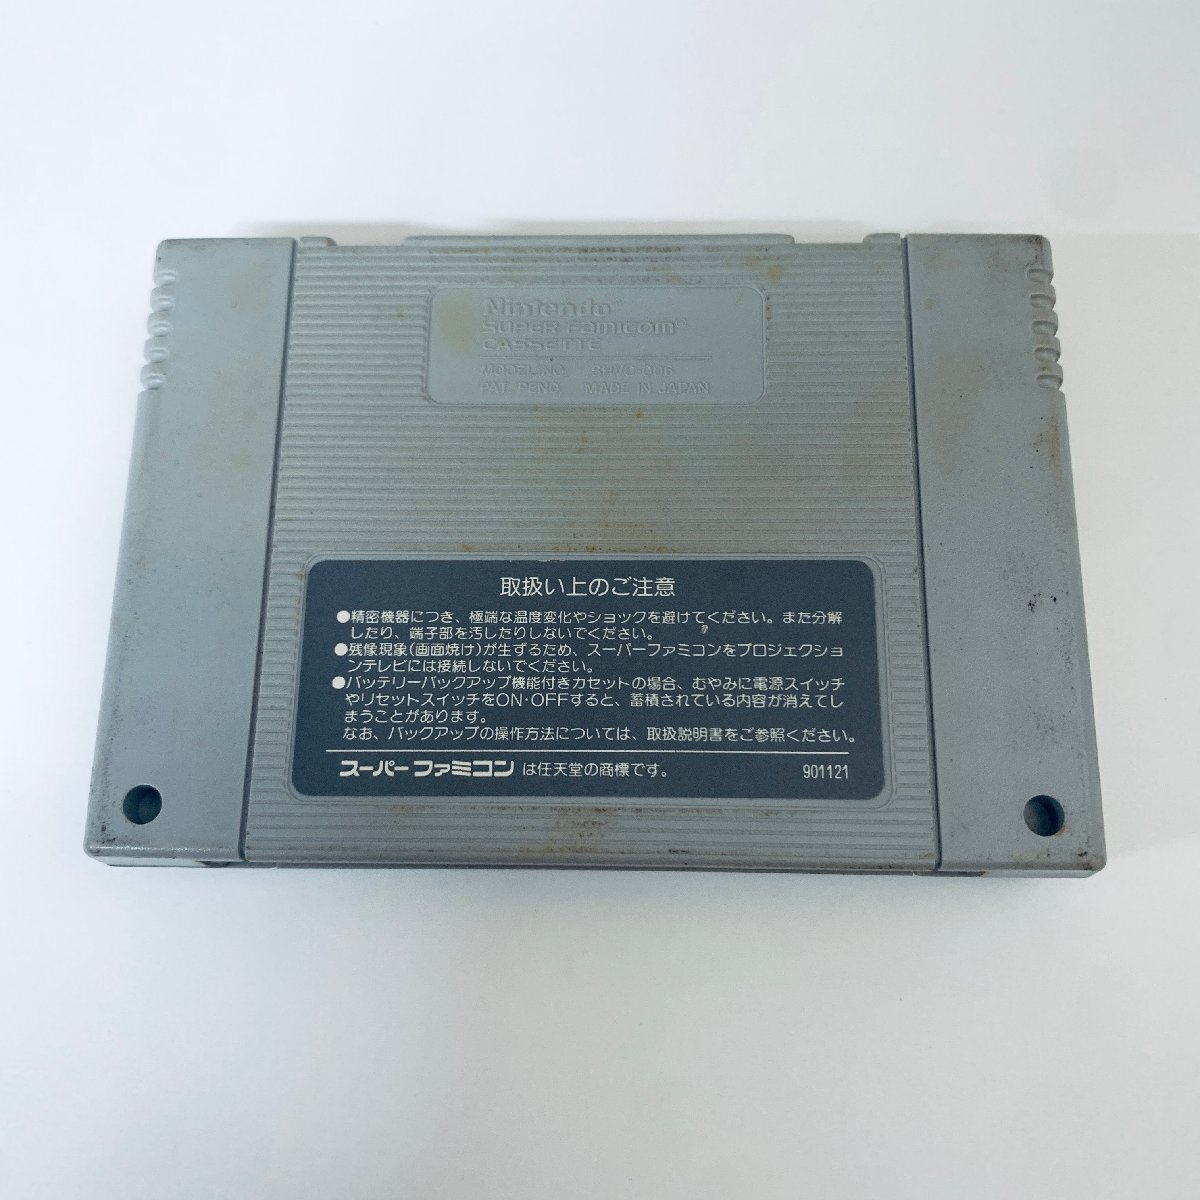 Nintendo®
SUPER Famicom®
CASSETTE
MODEL NO. SHVC-006
PAT. PEND. MADE IN JAPAN
取扱い上のご注意
●精密機器につき、極端な温度変化やショックを避けてください。また分解
したり、端子部を汚したりしないでください。
●残像現象(画面焼け)が生ずるため、スーパーファミコンをプロジェクショ
ンテレビには接続しないでください。
●バッテリーバックアップ機能付きカセットの場合、むやみに電源スイッチ
やリセットスイッチをON・OFFすると、蓄積されている内容が消えてし
まうことがあります。
なお、バックアップの操作方法については、取扱説明書をご参照ください。
スーパーファミコン は任天堂の商標です。 901121